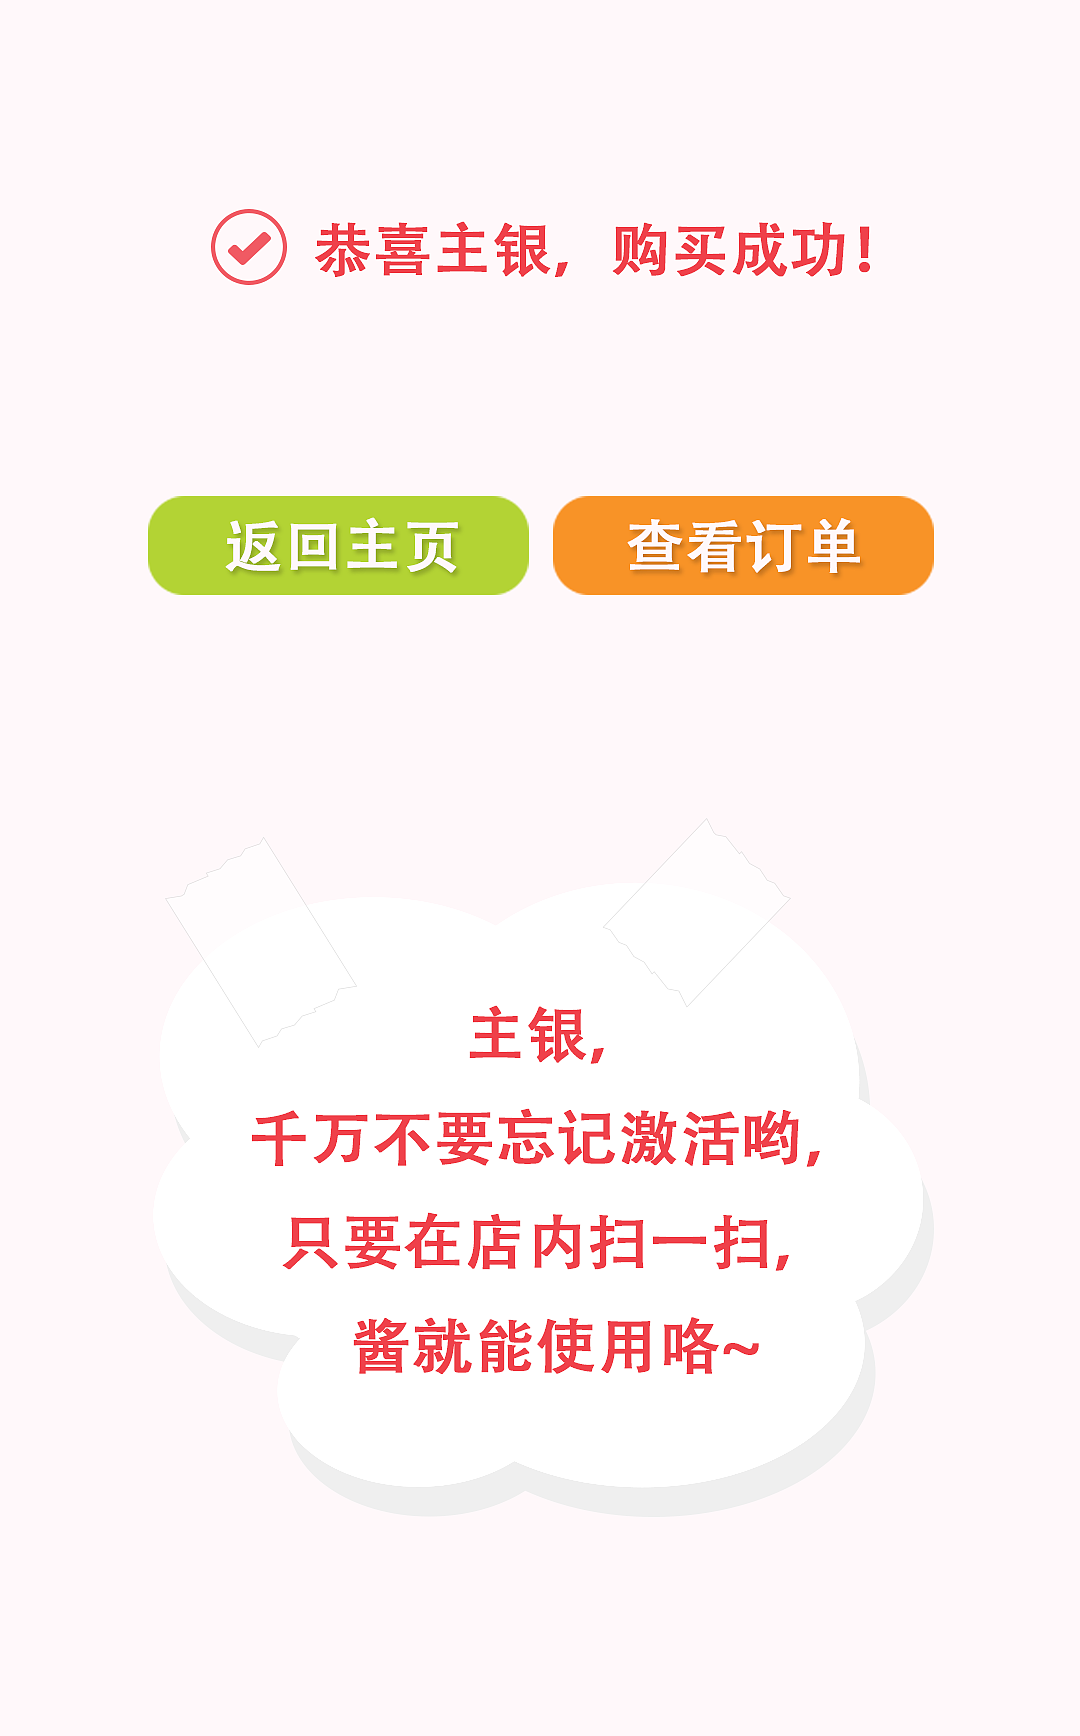 恭喜主银，购买成功！
返回主页
查看订单
主银，
千万不要忘记激活哟，
只要在店内扫一扫，
酱就能使用咯~